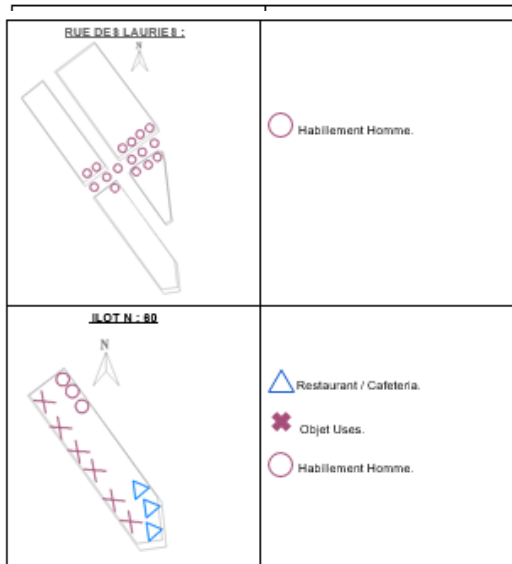 RUE DES LAURIES :
N
Habillement Homme.
ILOT N : 60
N
Restaurant / Cafeteria.
Objet Uses.
Habillement Homme.